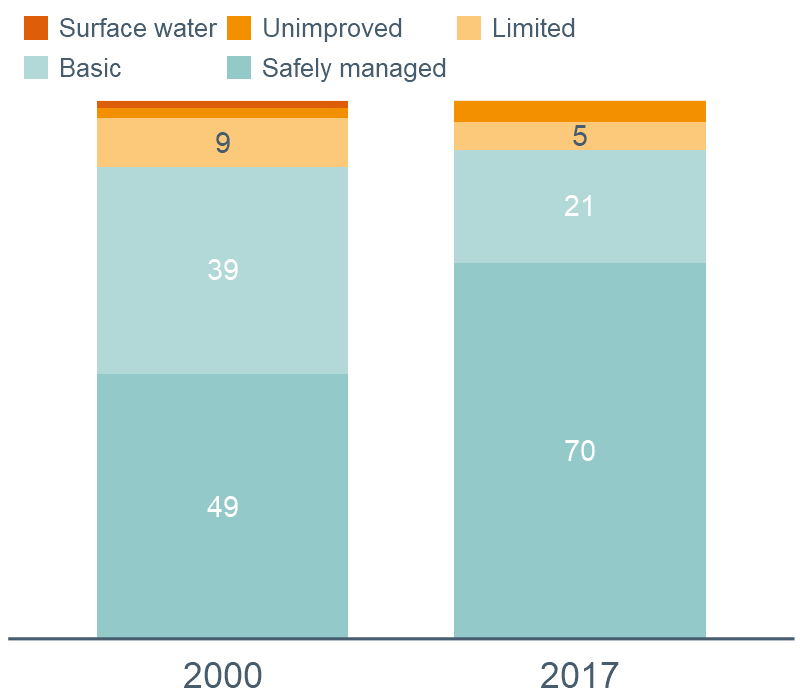 Surface water Unimproved Limited
Basic Safely managed
9 5
39 21
49 70
2000 2017